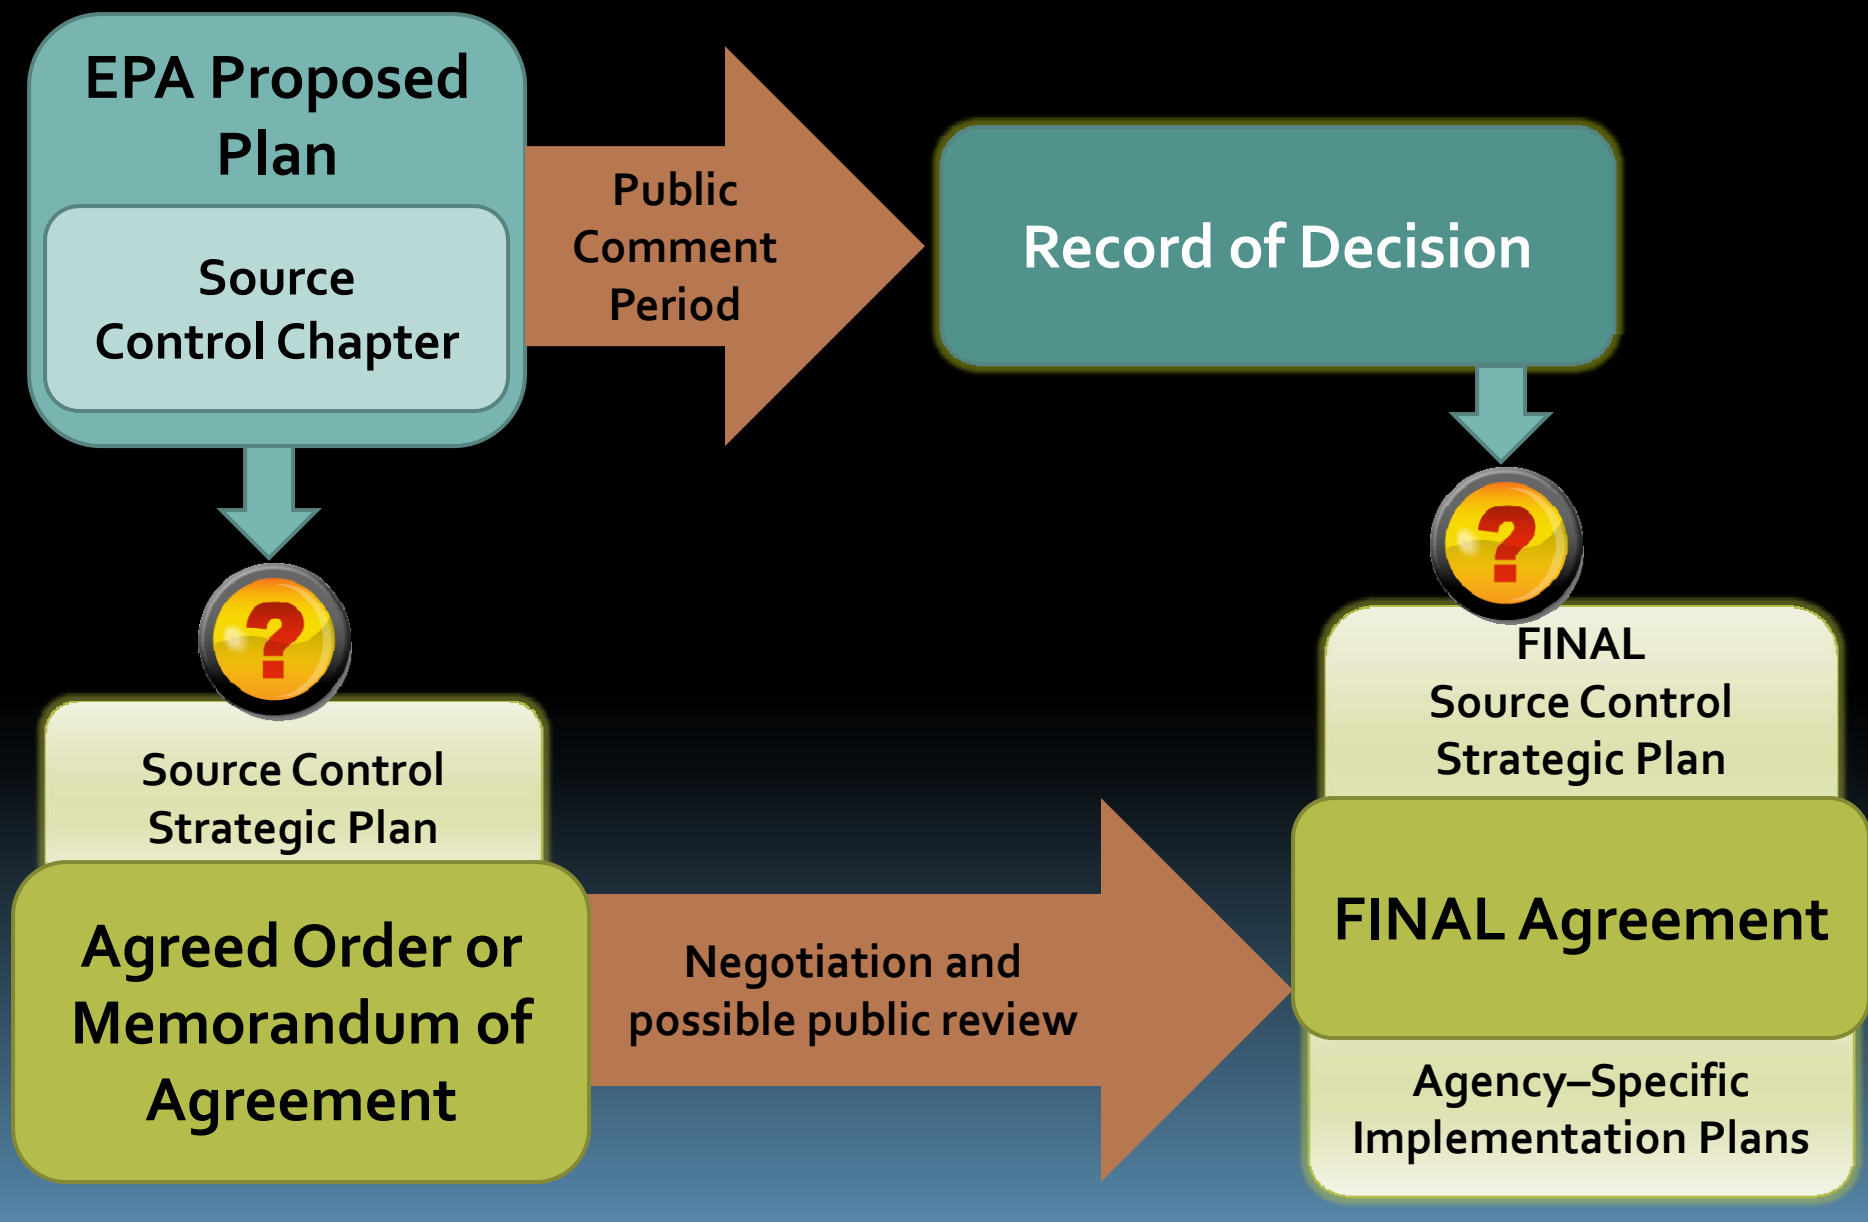 EPA Proposed
Plan
Source
Control Chapter
Public
Comment
Period
Record of Decision
?
?
Source Control
Strategic Plan
Agreed Order or
Memorandum of
Agreement
Negotiation and
possible public review
FINAL
Source Control
Strategic Plan
FINAL Agreement
Agency–Specific
Implementation Plans